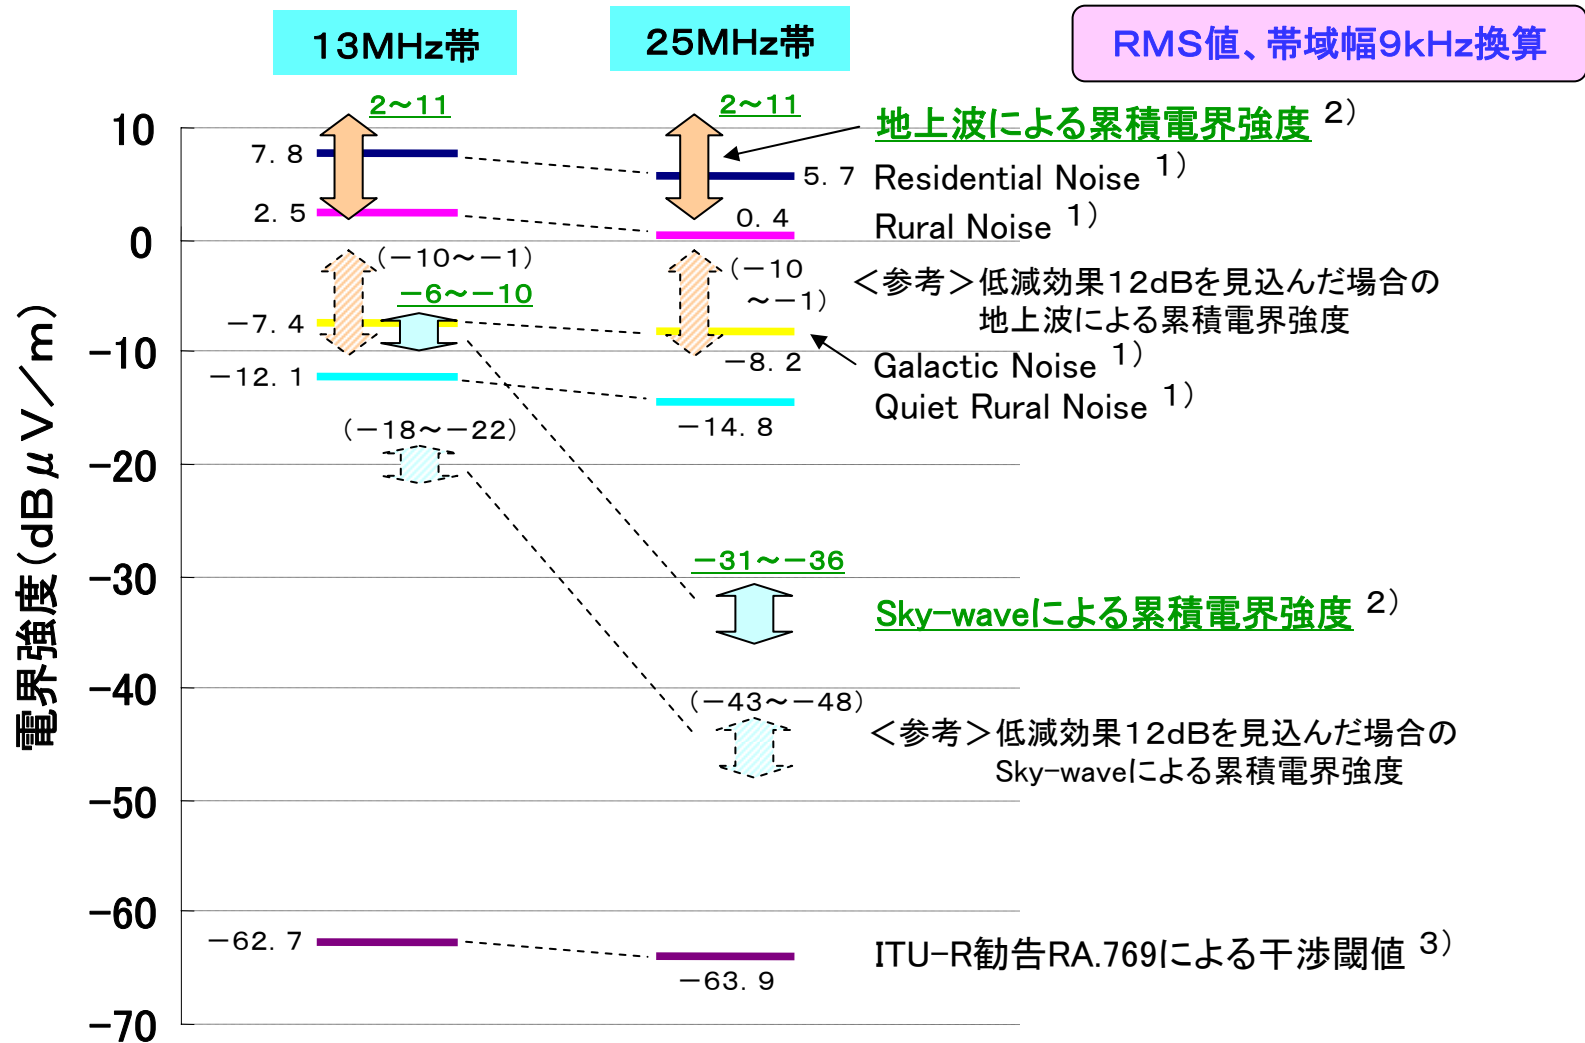 13MHz帯
25MHz帯
RMS値、帯域幅9kHz換算
電界強度(dBμV/m)
10
0
-10
-20
-30
-40
-50
-60
-70
2~11
2~11
地上波による累積電界強度 2)
7.8
5.7
Residential Noise 1)
2.5
0.4
Rural Noise 1)
(-10~-1)
(-10
~-1)
<参考>低減効果12dBを見込んだ場合の
地上波による累積電界強度
-6~-10
-7.4
-8.2
Galactic Noise 1)
-12.1
-14.8
Quiet Rural Noise 1)
(-18~-22)
-31~-36
Sky-waveによる累積電界強度 2)
(-43~-48)
<参考>低減効果12dBを見込んだ場合の
Sky-waveによる累積電界強度
-62.7
-63.9
ITU-R勧告RA.769による干渉閾値 3)